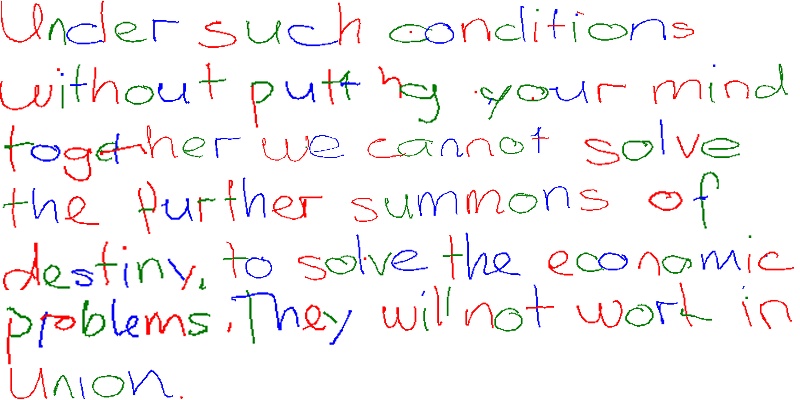 Under such conditions
without putting your mind
together we cannot solve
the further summons of
destiny, to solve the economic
problems. They will not work in
Union.